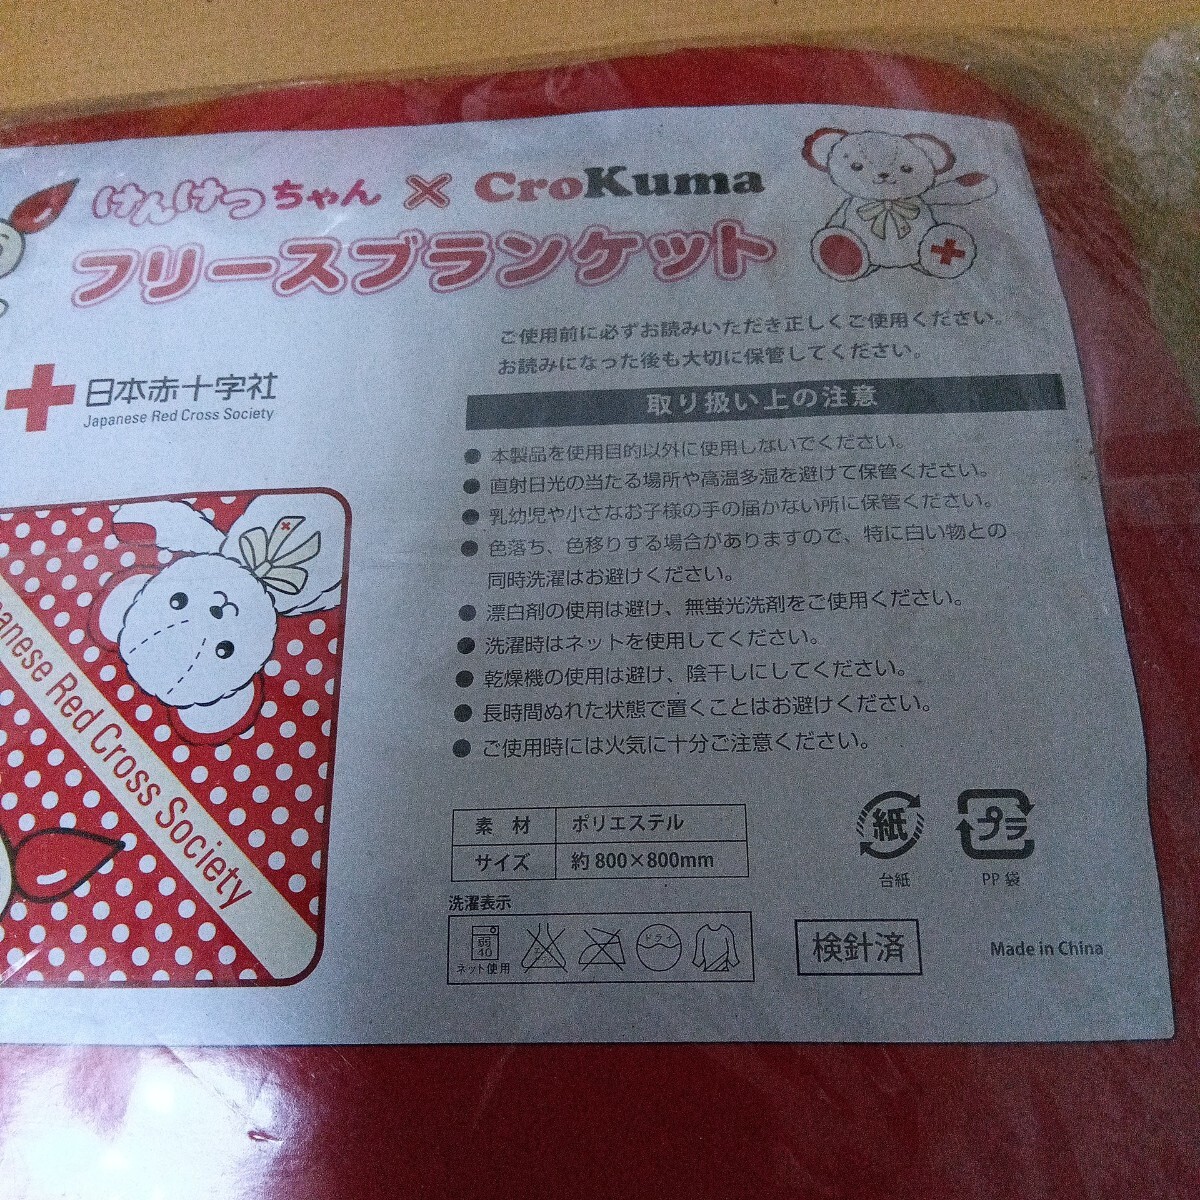 けんけつちゃん × CroKuma
フリースブランケット
日本赤十字社
Japanese Red Cross Society
ご使用前に必ずお読みいただき正しくご使用ください。
お読みになった後も大切に保管してください。
取り扱い上の注意
● 本製品を使用目的以外に使用しないでください。
● 直射日光の当たる場所や高温多湿を避けて保管ください。
● 乳幼児や小さなお子様の手の届かない所に保管ください。
● 色落ち、色移りする場合がありますので、特に白い物との
同時洗濯はお避けください。
● 漂白剤の使用は避け、無蛍光洗剤をご使用ください。
● 洗濯時はネットを使用してください。
● 乾燥機の使用は避け、陰干しにしてください。
● 長時間ぬれた状態で置くことはお避けください。
● ご使用時には火気に十分ご注意ください。
anese Red Cross Society
素材 ポリエステル
サイズ 約800×800mm
紙
台紙
プラ
PP袋
洗濯表示
弱
40
ネット使用
ドライ
検針済
Made in China